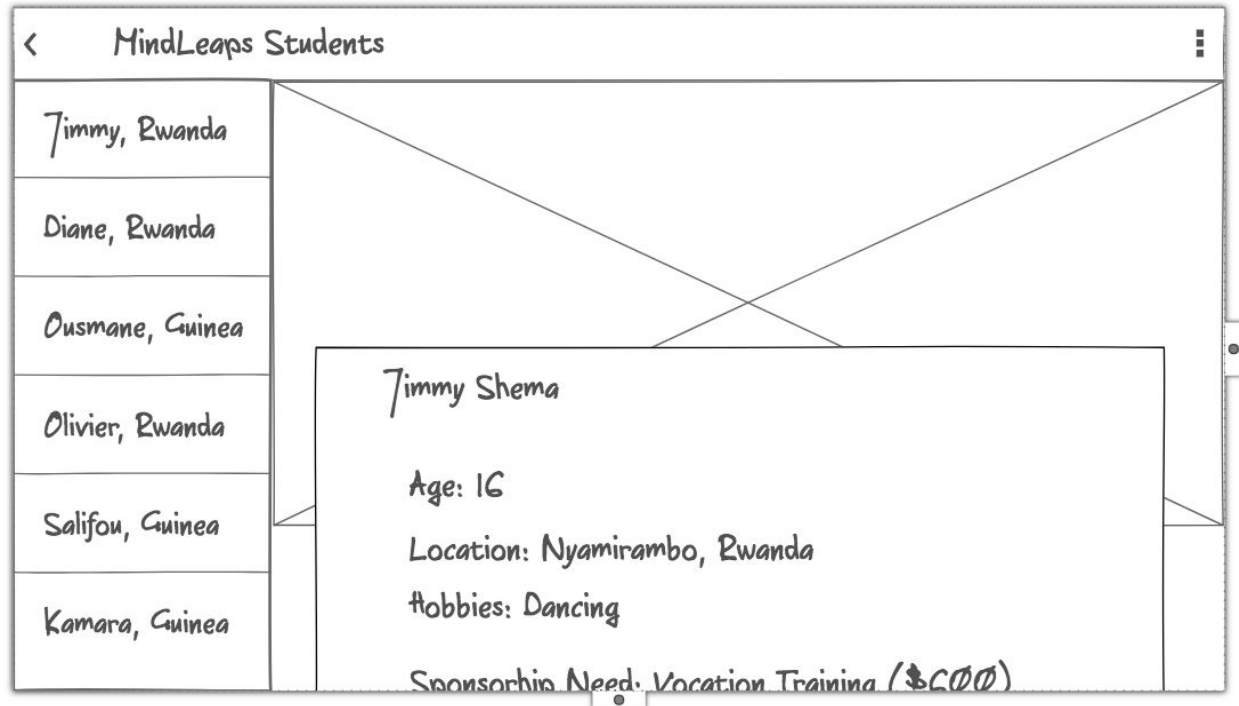 MindLeaps Students
Jimmy, Rwanda
Diane, Rwanda
Ousmane, Guinea
Olivier, Rwanda
Salifou, Guinea
Kamara, Guinea
Jimmy Shema
Age: 16
Location: Nyamirambo, Rwanda
Hobbies: Dancing
Sponsorhip Need: Vocation Training ($600)